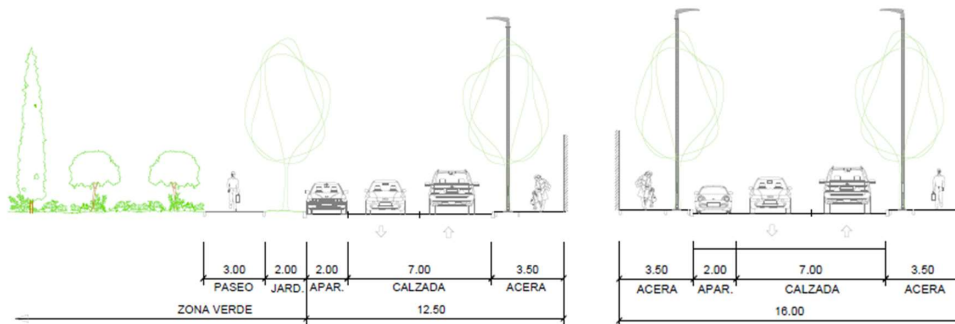 3.00 2.00 2.00 7.00 3.50
PASEO JARD. APAR. CALZADA ACERA
ZONA VERDE 12.50
3.50 2.00 7.00 3.50
ACERA APAR. CALZADA ACERA
16.00